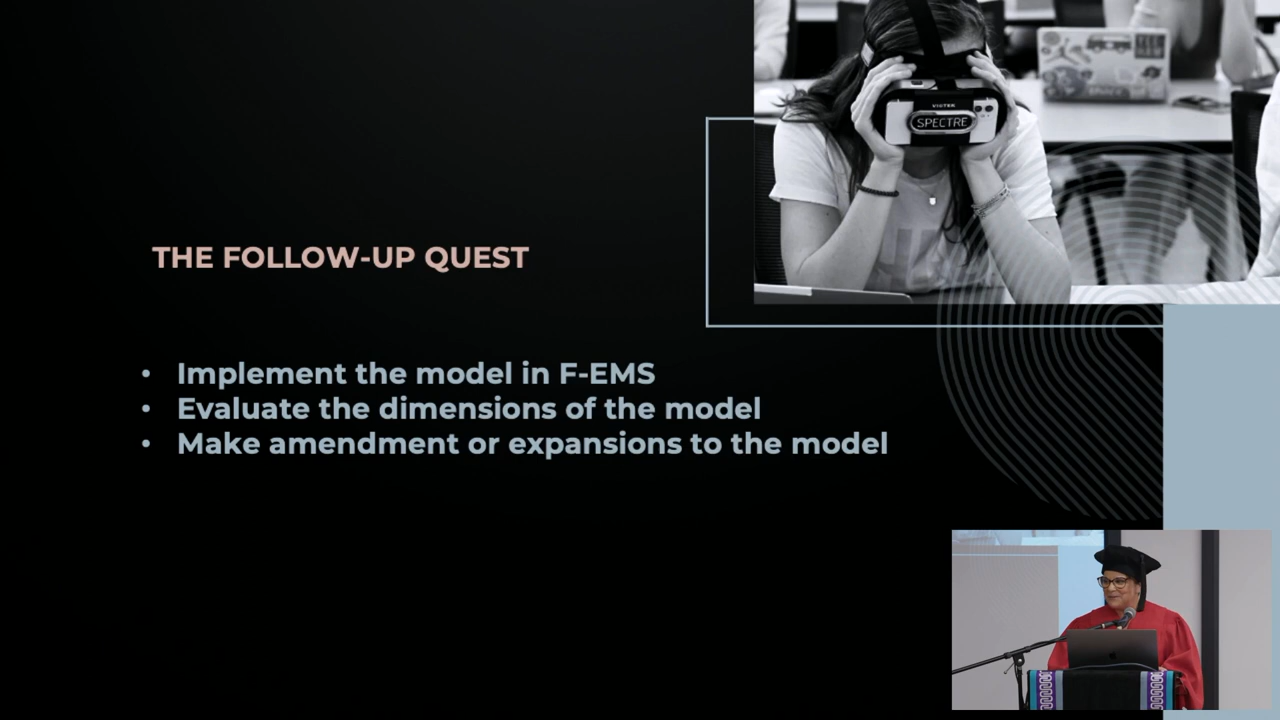 VIOTEK
SPECTRE
THE FOLLOW-UP QUEST
• Implement the model in F-EMS
• Evaluate the dimensions of the model
• Make amendment or expansions to the model